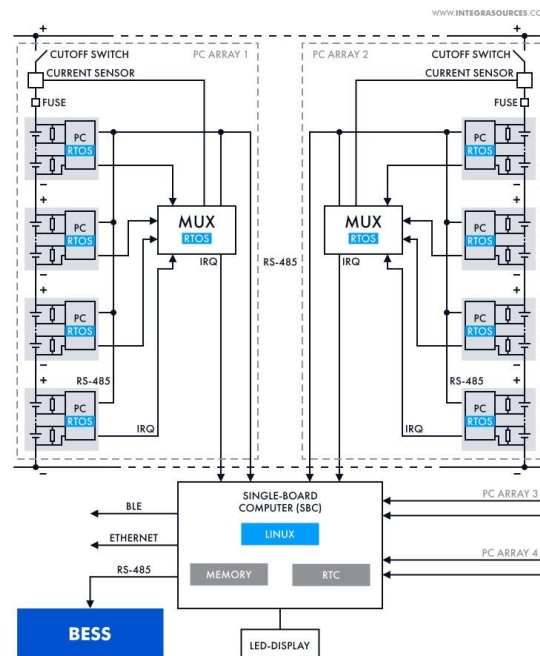 WWW.INTEGRASOURCES.CO
+
+
CUTOFF SWITCH
PC ARRAY 1
PC ARRAY 2
CUTOFF SWITCH
CURRENT SENSOR
CURRENT SENSOR
FUSE
FUSE
+
+
PC
RTOS
PC
RTOS
−
−
+
+
PC
RTOS
MUX
RTOS
MUX
RTOS
PC
RTOS
IRQ
RS-485
IRQ
−
−
+
+
PC
RTOS
PC
RTOS
−
−
+
RS-485
RS-485
+
PC
RTOS
PC
RTOS
IRQ
IRQ
−
−
SINGLE-BOARD
COMPUTER (SBC)
LINUX
MEMORY
RTC
PC ARRAY 3
PC ARRAY 4
BLE
ETHERNET
RS-485
BESS
LED-DISPLAY